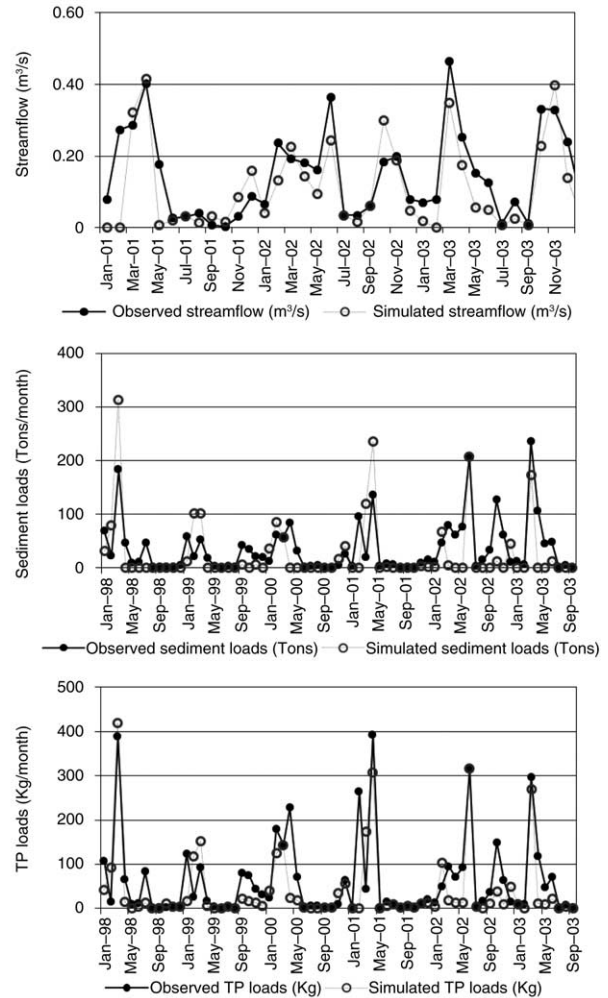 Streamflow (m³/s)
0.60
0.40
0.20
0
Jan–01
Mar–01
May–01
Jul–01
Sep–01
Nov–01
Jan–02
Mar–02
May–02
Jul–02
Sep–02
Nov–02
Jan–03
Mar–03
May–03
Jul–03
Sep–03
Nov–03
Observed streamflow (m³/s)
Simulated streamflow (m³/s)
Sediment loads (Tons/month)
400
300
200
100
0
Jan–98
May–98
Sep–98
Jan–99
May–99
Sep–99
Jan–00
May–00
Sep–00
Jan–01
May–01
Sep–01
Jan–02
May–02
Sep–02
Jan–03
May–03
Sep–03
Observed sediment loads (Tons)
Simulated sediment loads (Tons)
TP loads (Kg/month)
500
400
300
200
100
0
Jan–98
May–98
Sep–98
Jan–99
May–99
Sep–99
Jan–00
May–00
Sep–00
Jan–01
May–01
Sep–01
Jan–02
May–02
Sep–02
Jan–03
May–03
Sep–03
Observed TP loads (Kg)
Simulated TP loads (Kg)